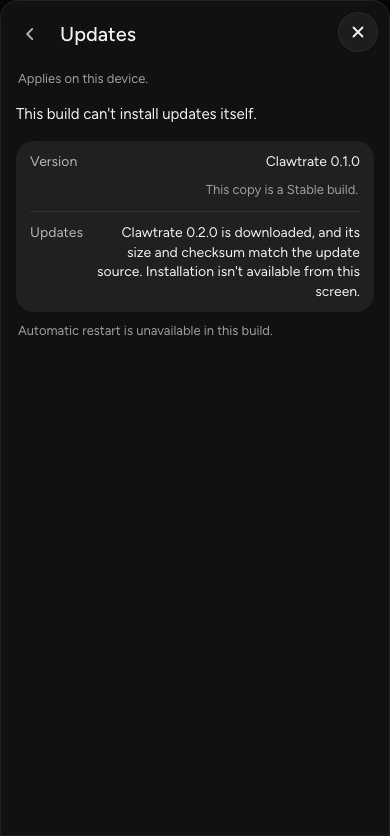 Updates
Applies on this device.
This build can't install updates itself.
Version
Clawtrate 0.1.0
This copy is a Stable build.
Updates
Clawtrate 0.2.0 is downloaded, and its
size and checksum match the update
source. Installation isn't available from this
screen.
Automatic restart is unavailable in this build.